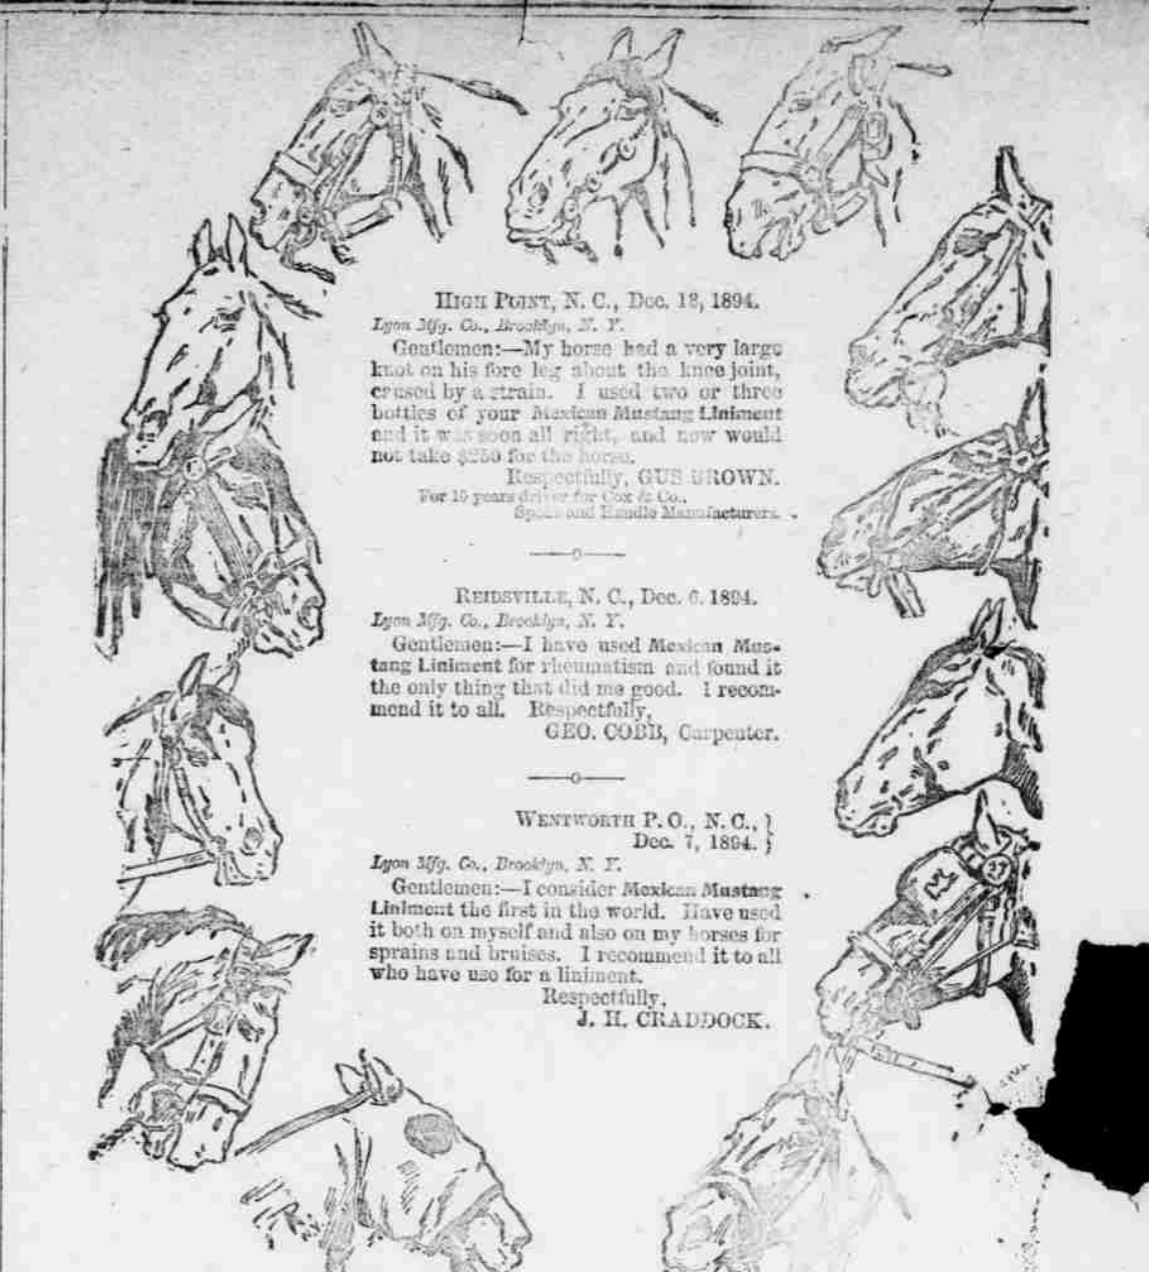 HIGH POINT, N. C., Dec. 18, 1894.
Lyon Mfg. Co., Brooklyn, N. Y.
Gentlemen:—My horse had a very large
knot on his fore leg about the knee joint,
caused by a strain. I used two or three
bottles of your Mexican Mustang Liniment
and it was soon all right, and now would
not take $250 for the horse.
Respectfully, GUS BROWN.
For 15 years driver for Cox & Co.,
Spoke and Handle Manufacturers.
REIDSVILLE, N. C., Dec. 6, 1894.
Lyon Mfg. Co., Brooklyn, N. Y.
Gentlemen:—I have used Mexican Mus-
tang Liniment for rheumatism and found it
the only thing that did me good. I recom-
mend it to all. Respectfully,
GEO. COBB, Carpenter.
WENTWORTH P. O., N. C., }
Dec. 7, 1894. }
Lyon Mfg. Co., Brooklyn, N. Y.
Gentlemen:—I consider Mexican Mustang
Liniment the first in the world. Have used
it both on myself and also on my horses for
sprains and bruises. I recommend it to all
who have use for a liniment.
Respectfully,
J. H. CRADDOCK.
27